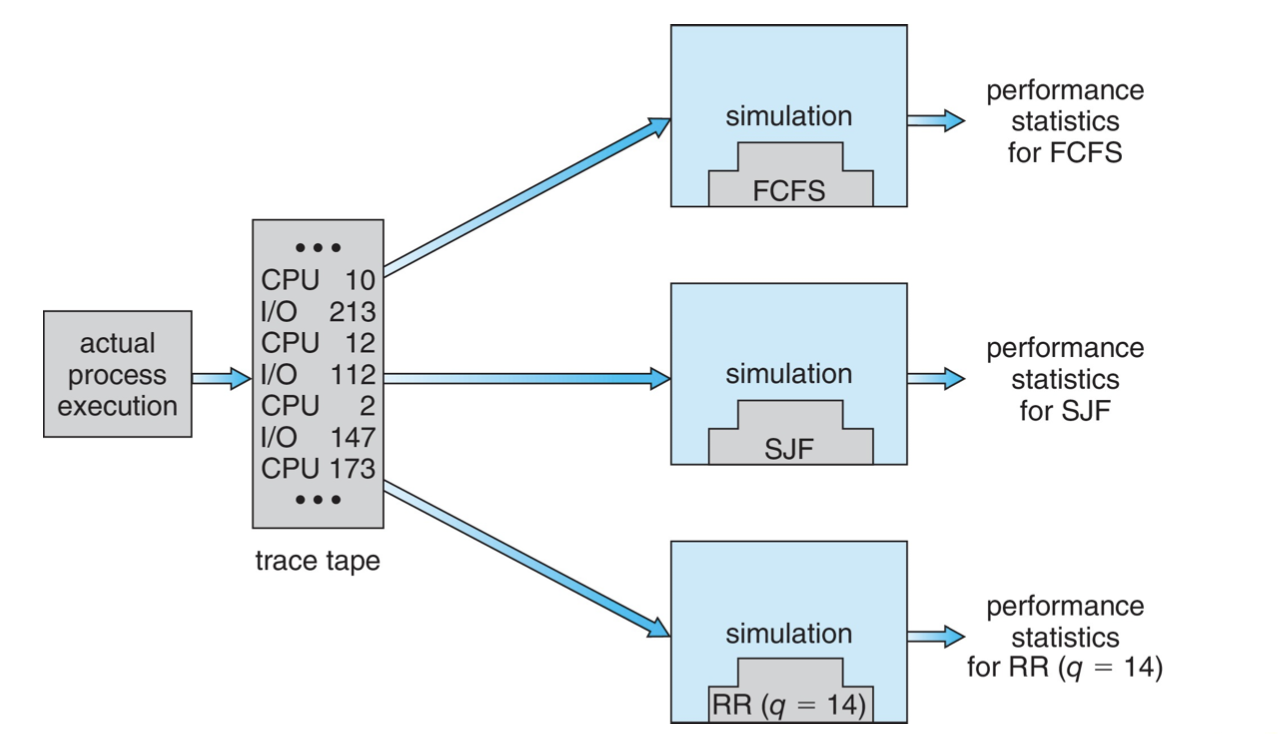 actual
process
execution
•••
CPU 10
I/O 213
CPU 12
I/O 112
CPU 2
I/O 147
CPU 173
•••
trace tape
simulation
FCFS
performance
statistics
for FCFS
simulation
SJF
performance
statistics
for SJF
simulation
RR (q = 14)
performance
statistics
for RR (q = 14)